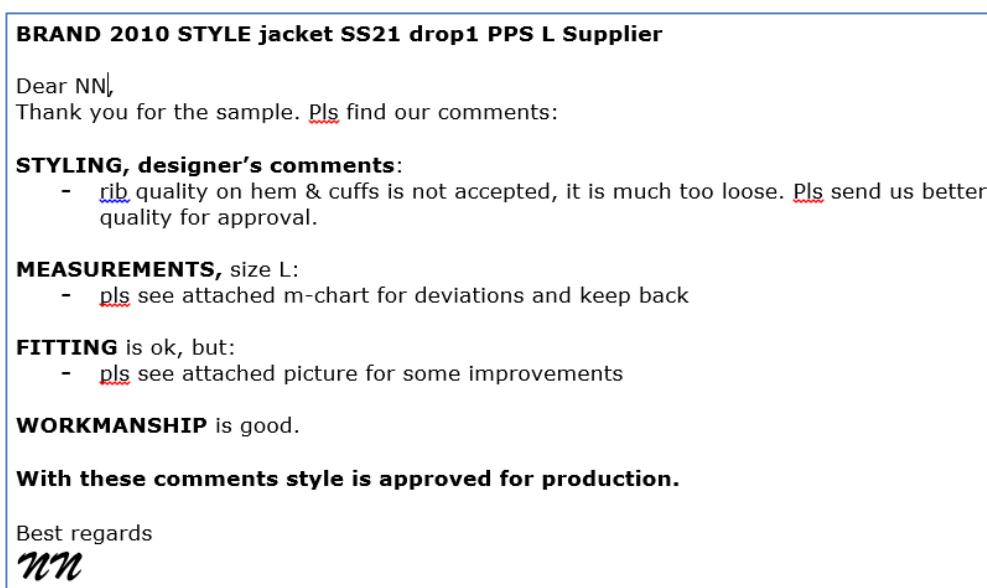 BRAND 2010 STYLE jacket SS21 drop1 PPS L Supplier
Dear NN,
Thank you for the sample. Pls find our comments:
STYLING, designer’s comments:
- rib quality on hem & cuffs is not accepted, it is much too loose. Pls send us better
quality for approval.
MEASUREMENTS, size L:
- pls see attached m-chart for deviations and keep back
FITTING is ok, but:
- pls see attached picture for some improvements
WORKMANSHIP is good.
With these comments style is approved for production.
Best regards
NN